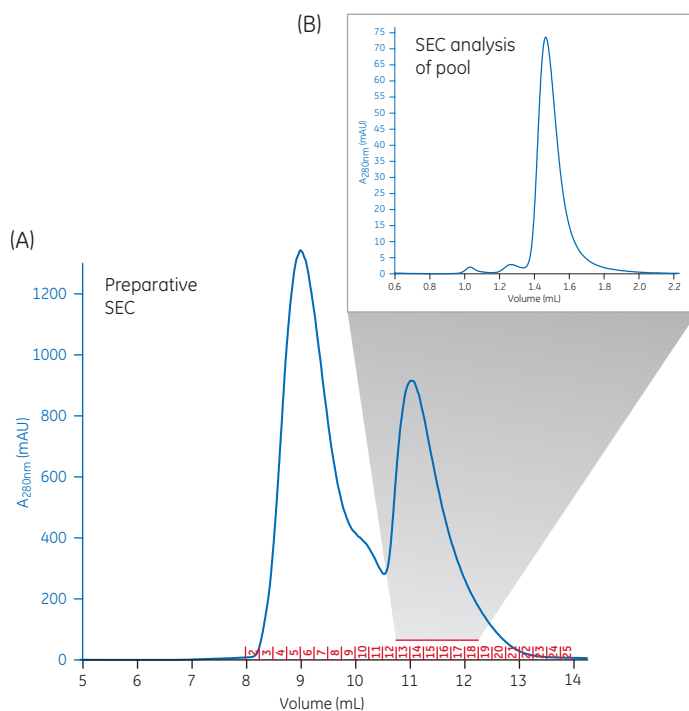 (B)
SEC analysis
of pool
75
70
65
60
55
50
45
40
35
30
25
20
15
10
5
0
A280nm (mAU)
0.6 0.8 1.0 1.2 1.4 1.6 1.8 2.0 2.2
Volume (mL)
(A)
Preparative
SEC
1200
1000
800
600
400
200
0
A280nm (mAU)
2 3 4 5 6 7 8 9 10 11 12 13 14 15 16 17 18 19 20 21 22 23 24 25
5 6 7 8 9 10 11 12 13 14
Volume (mL)